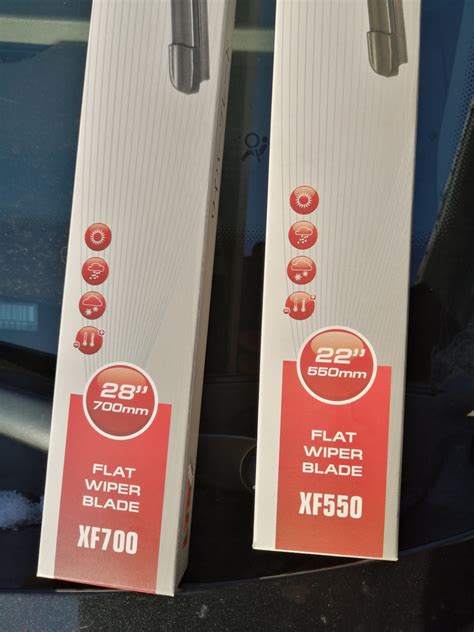 28”
700mm
FLAT
WIPER
BLADE
XF700
22”
550mm
FLAT
WIPER
BLADE
XF550